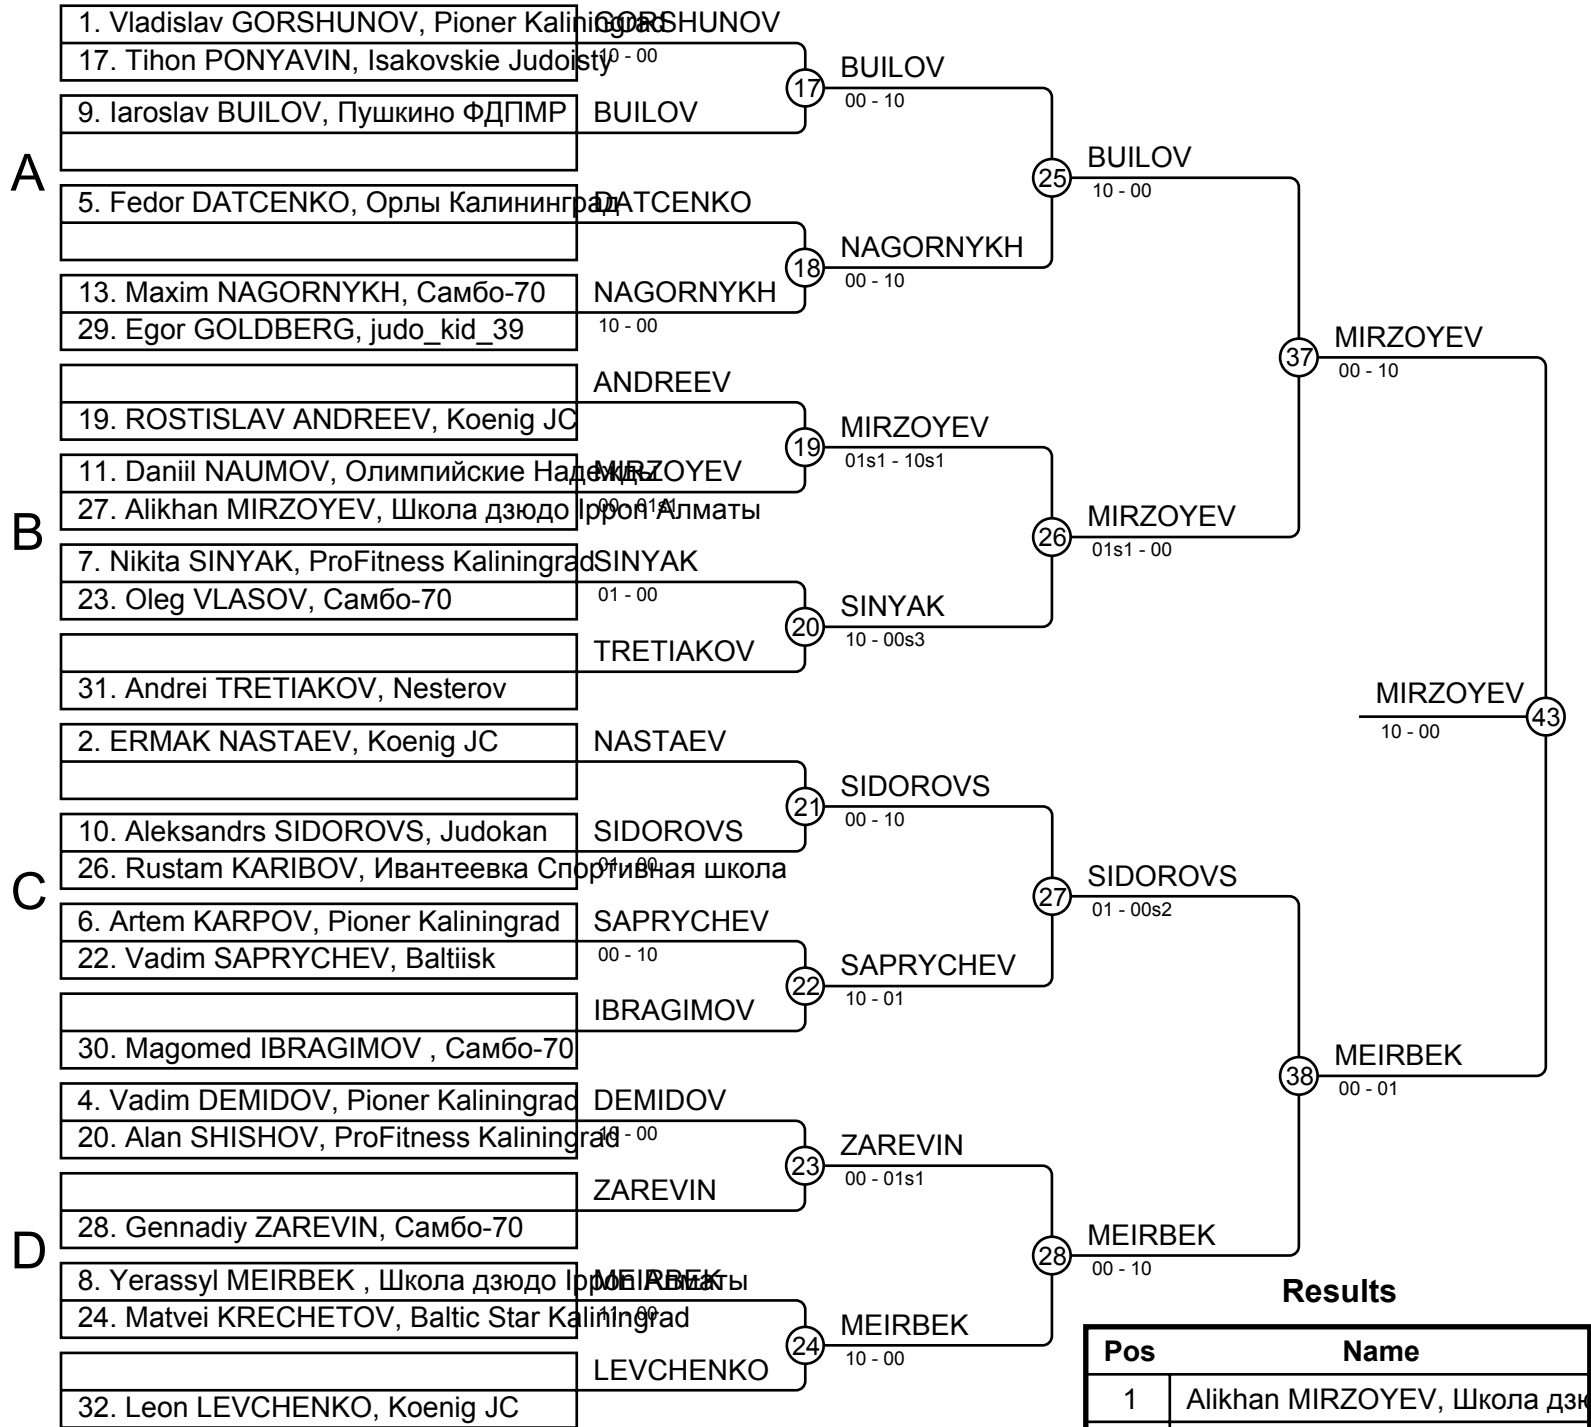 1. Vladislav GORSHUNOV, Pioner Kaliningrad
GORSHUNOV
10 - 00
17. Tihon PONYAVIN, Isakovskie Judoisty
17
BUILOV
00 - 10
9. Iaroslav BUILOV, Пушкино ФДПМР
BUILOV
A
25
BUILOV
10 - 00
5. Fedor DATCENKO, Орлы Калининград
DATCENKO
18
NAGORNYKH
00 - 10
13. Maxim NAGORNYKH, Самбо-70
NAGORNYKH
10 - 00
29. Egor GOLDBERG, judo_kid_39
37
MIRZOYEV
00 - 10
ANDREEV
19. ROSTISLAV ANDREEV, Koenig JC
19
MIRZOYEV
01s1 - 10s1
11. Daniil NAUMOV, Олимпийские Надежды
MIRZOYEV
00 - 01s1
27. Alikhan MIRZOYEV, Школа дзюдо Ippon Алматы
B
26
MIRZOYEV
01s1 - 00
7. Nikita SINYAK, ProFitness Kaliningrad
SINYAK
01 - 00
23. Oleg VLASOV, Самбо-70
20
SINYAK
10 - 00s3
TRETIAKOV
31. Andrei TRETIAKOV, Nesterov
MIRZOYEV
43
10 - 00
2. ERMAK NASTAEV, Koenig JC
NASTAEV
21
SIDOROVS
00 - 10
10. Aleksandrs SIDOROVS, Judokan
SIDOROVS
01 - 00
26. Rustam KARIBOV, Ивантеевка Спортивная школа
C
27
SIDOROVS
01 - 00s2
6. Artem KARPOV, Pioner Kaliningrad
SAPRYCHEV
00 - 10
22. Vadim SAPRYCHEV, Baltiisk
22
SAPRYCHEV
10 - 01
IBRAGIMOV
30. Magomed IBRAGIMOV , Самбо-70
38
MEIRBEK
00 - 01
4. Vadim DEMIDOV, Pioner Kaliningrad
DEMIDOV
10 - 00
20. Alan SHISHOV, ProFitness Kaliningrad
23
ZAREVIN
00 - 01s1
ZAREVIN
28. Gennadiy ZAREVIN, Самбо-70
D
28
MEIRBEK
00 - 10
8. Yerassyl MEIRBEK , Школа дзюдо Ippon Алматы
MEIRBEK
11 - 00
24. Matvei KRECHETOV, Baltic Star Kaliningrad
24
MEIRBEK
10 - 00
LEVCHENKO
32. Leon LEVCHENKO, Koenig JC
Results
Pos Name
1 Alikhan MIRZOYEV, Школа дзю